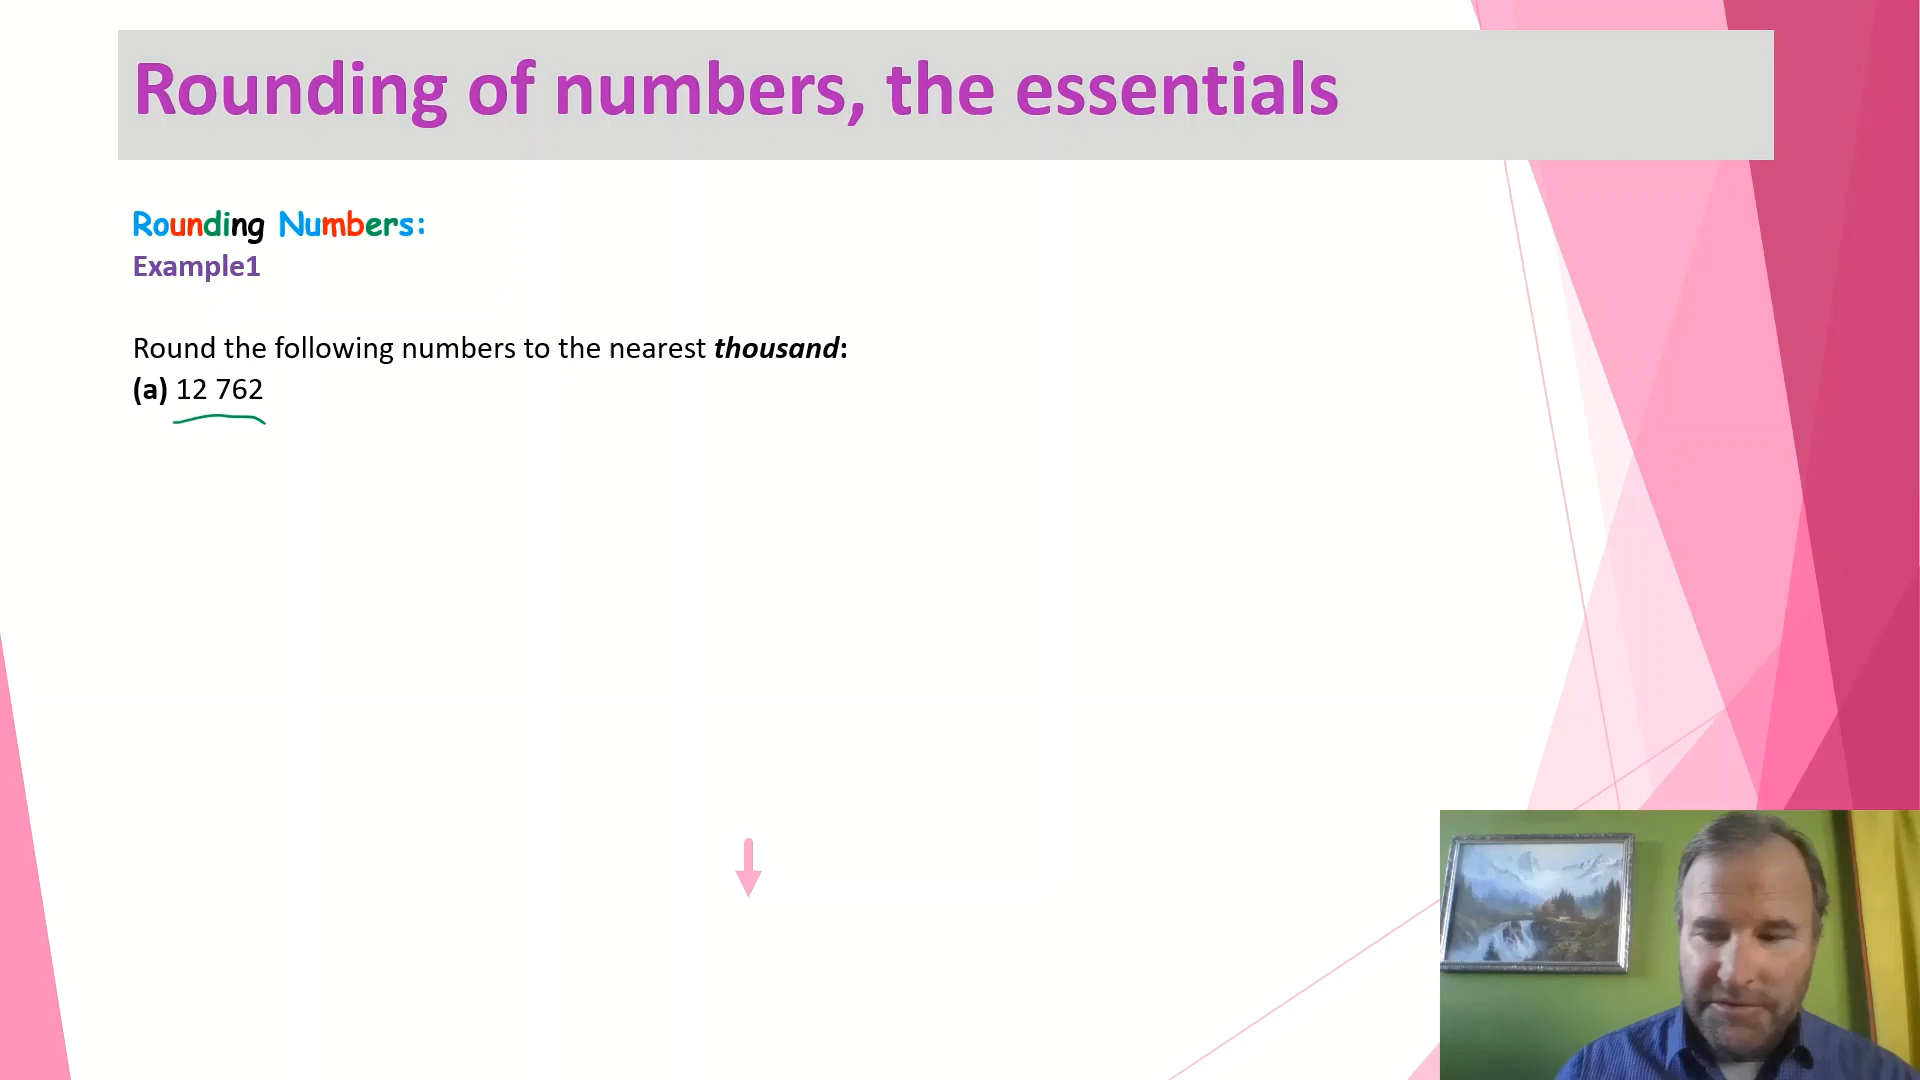 Rounding of numbers, the essentials
Rounding Numbers:
Example1
Round the following numbers to the nearest thousand:
(a) 12 762